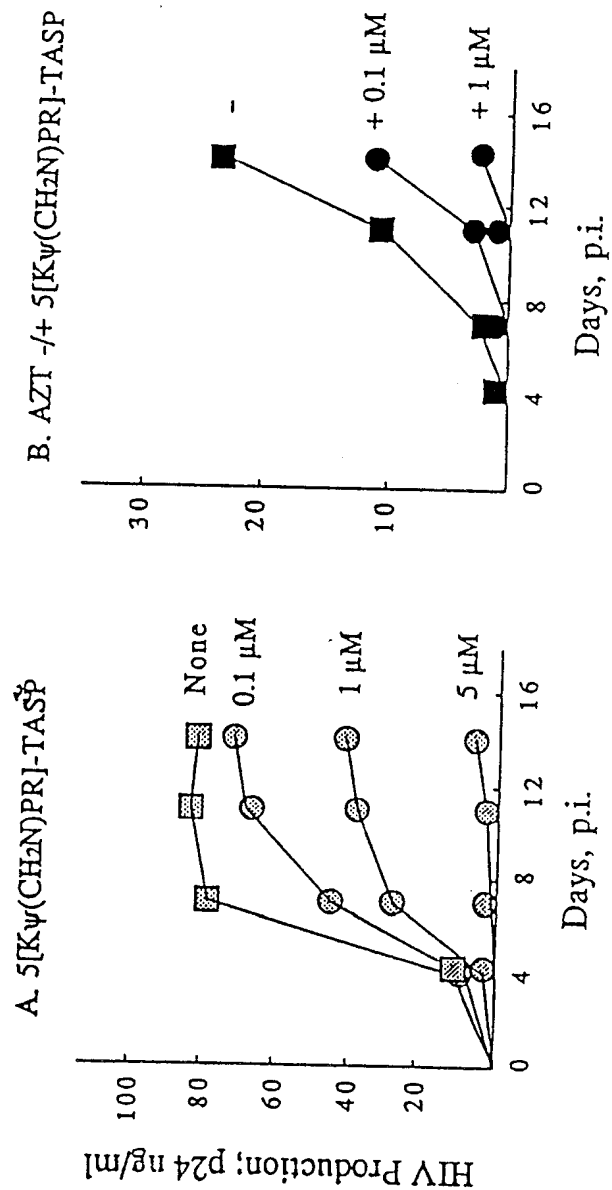 A. 5[Kψ(CH2N)PR]-TASP
HIV Production; p24 ng/ml
100
80
60
40
20
0
4
8
12
16
Days, p.i.
None
0.1 µM
1 µM
5 µM
B. AZT -/+ 5[Kψ(CH2N)PR]-TASP
30
20
10
0
4
8
12
16
Days, p.i.
-
+ 0.1 µM
+ 1 µM